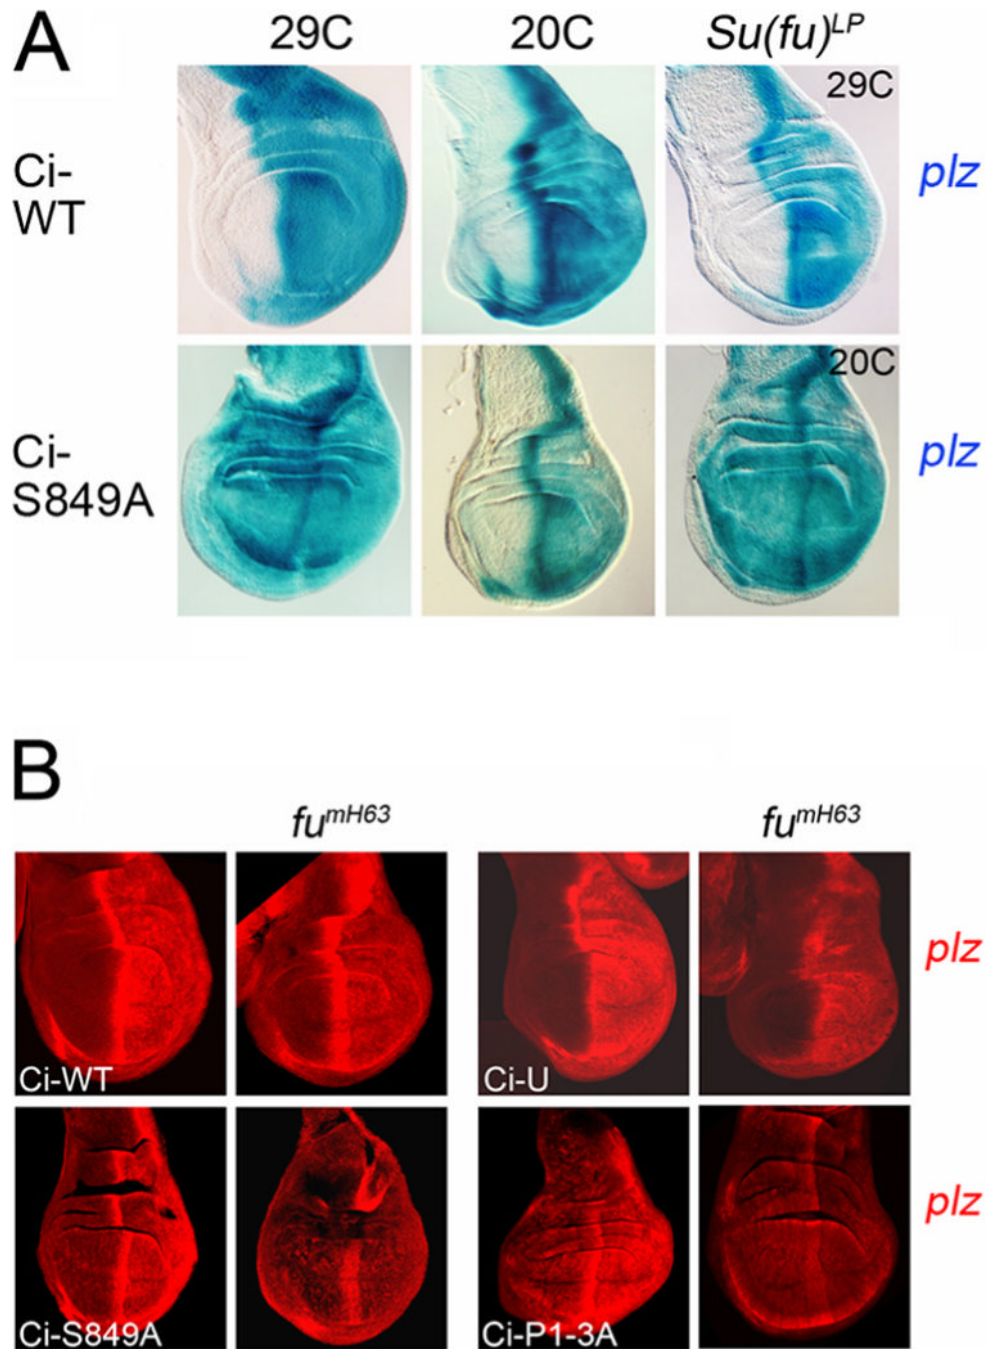 A
29C
20C
Su(fu)LP
Ci-
WT
29C
plz
Ci-
S849A
20C
plz
B
fumH63
fumH63
Ci-WT
Ci-U
plz
Ci-S849A
Ci-P1-3A
plz